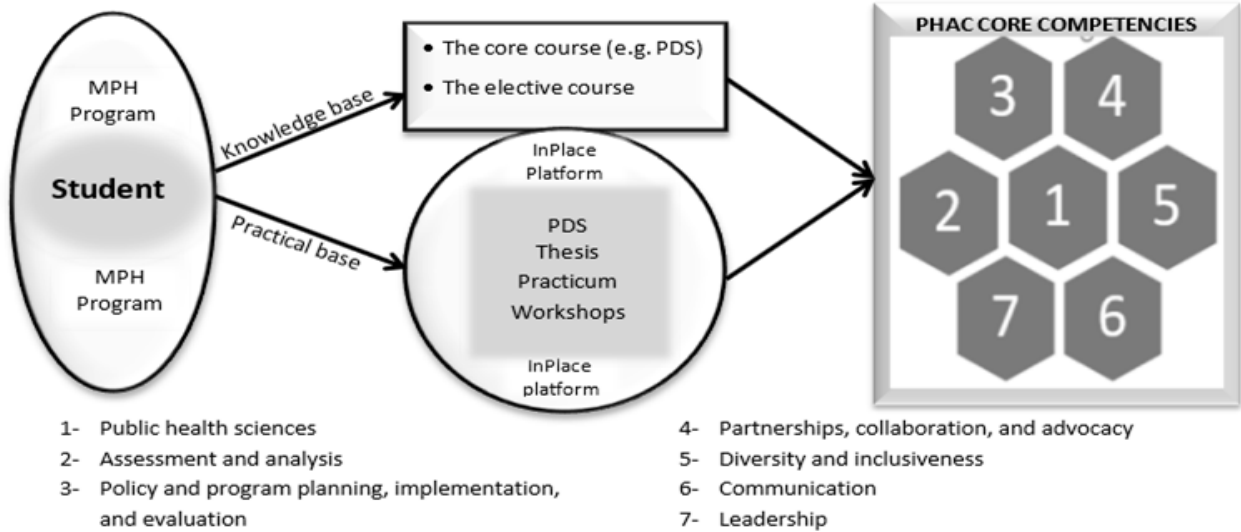 MPH
Program
Student
MPH
Program
Knowledge base
Practical base
• The core course (e.g. PDS)
• The elective course
InPlace
Platform
PDS
Thesis
Practicum
Workshops
InPlace
platform
PHAC CORE COMPETENCIES
3 4
2 1 5
7 6
1- Public health sciences
2- Assessment and analysis
3- Policy and program planning, implementation,
and evaluation
4- Partnerships, collaboration, and advocacy
5- Diversity and inclusiveness
6- Communication
7- Leadership